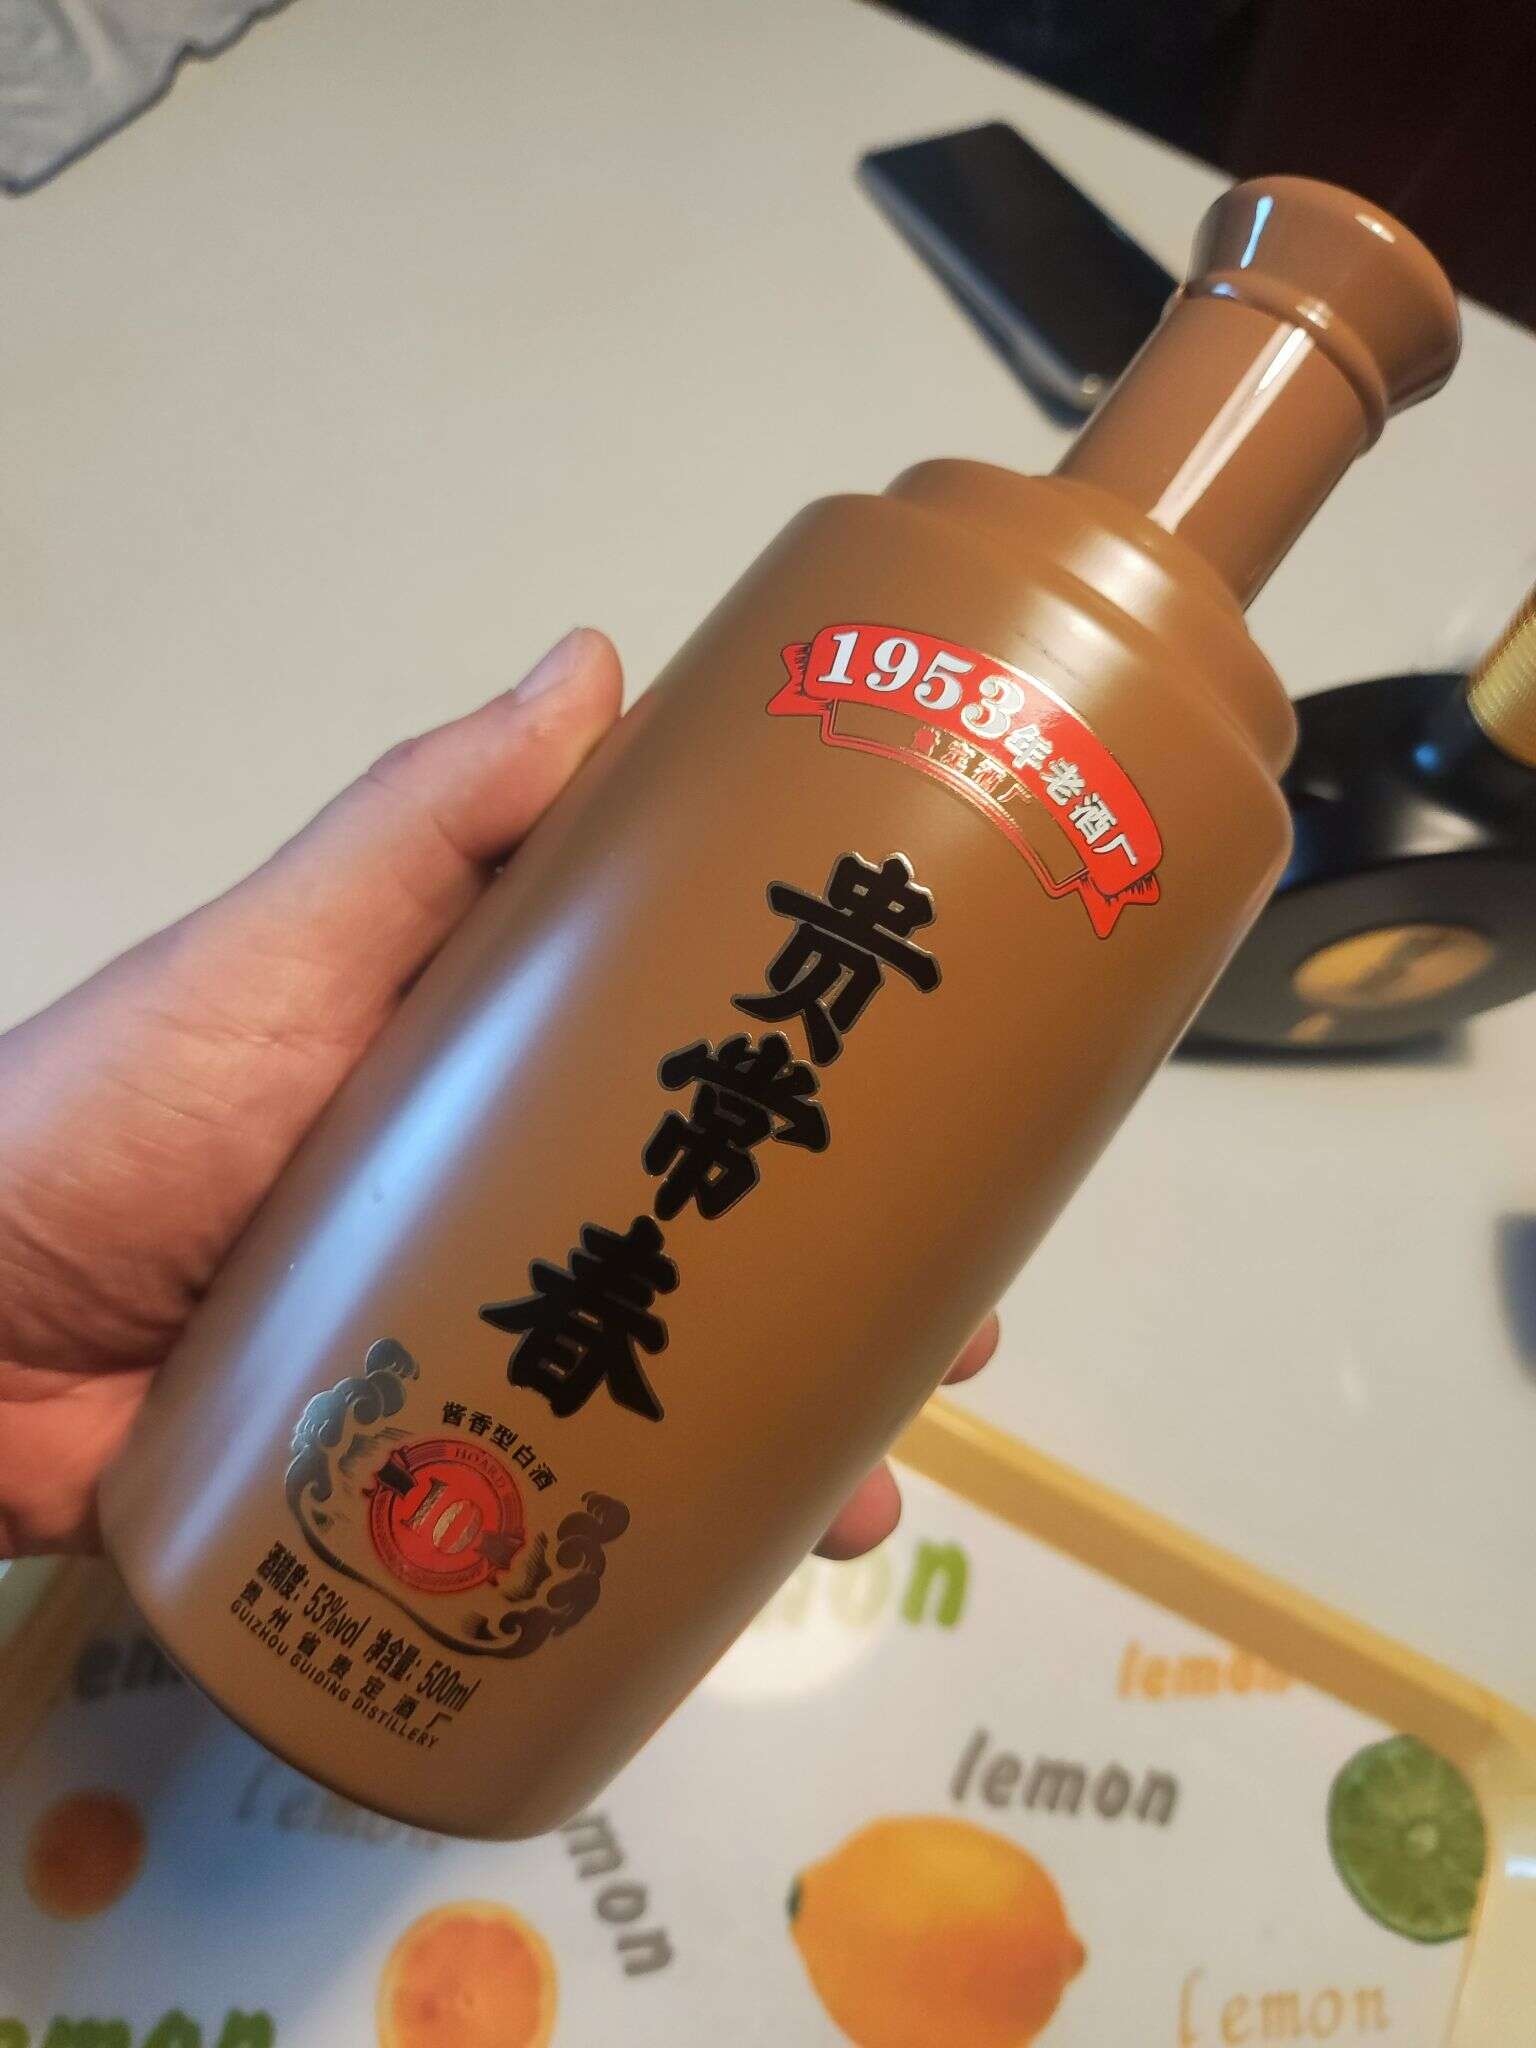 1953年老酒厂
贵定酒厂
贵常春
酱香型白酒
HOARD
10
酒精度：53%vol 净含量：500ml
贵州省贵定酒厂
GUIZHOU GUIDING DISTILLERY
lemon
lemon
lemon